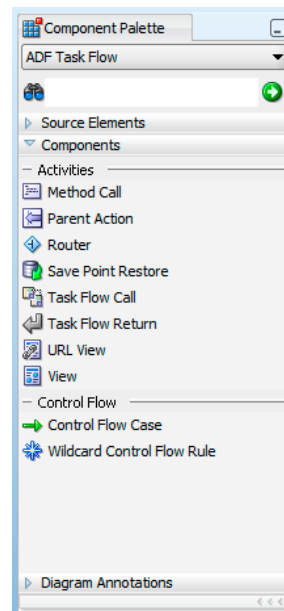 Component Palette
ADF Task Flow
Source Elements
Components
Activities
Method Call
Parent Action
Router
Save Point Restore
Task Flow Call
Task Flow Return
URL View
View
Control Flow
Control Flow Case
Wildcard Control Flow Rule
Diagram Annotations